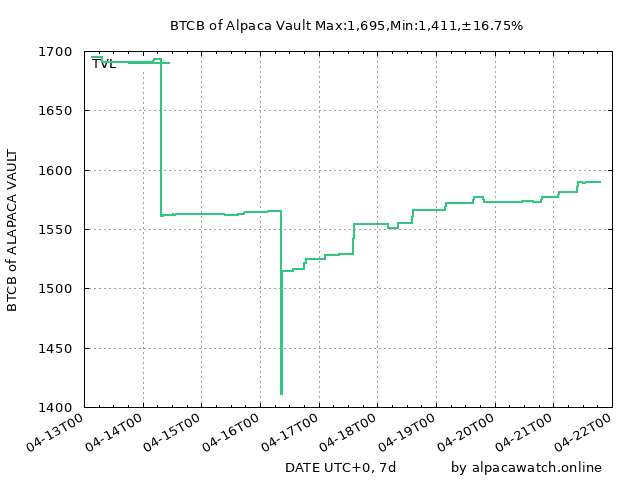 BTCB of Alpaca Vault Max:1,695,Min:1,411,±16.75%
1700
TVL
1650
1600
1550
1500
1450
1400
BTCB of ALAPACA VAULT
04-13T00
04-14T00
04-15T00
04-16T00
04-17T00
04-18T00
04-19T00
04-20T00
04-21T00
04-22T00
DATE UTC+0, 7d
by alpacawatch.online